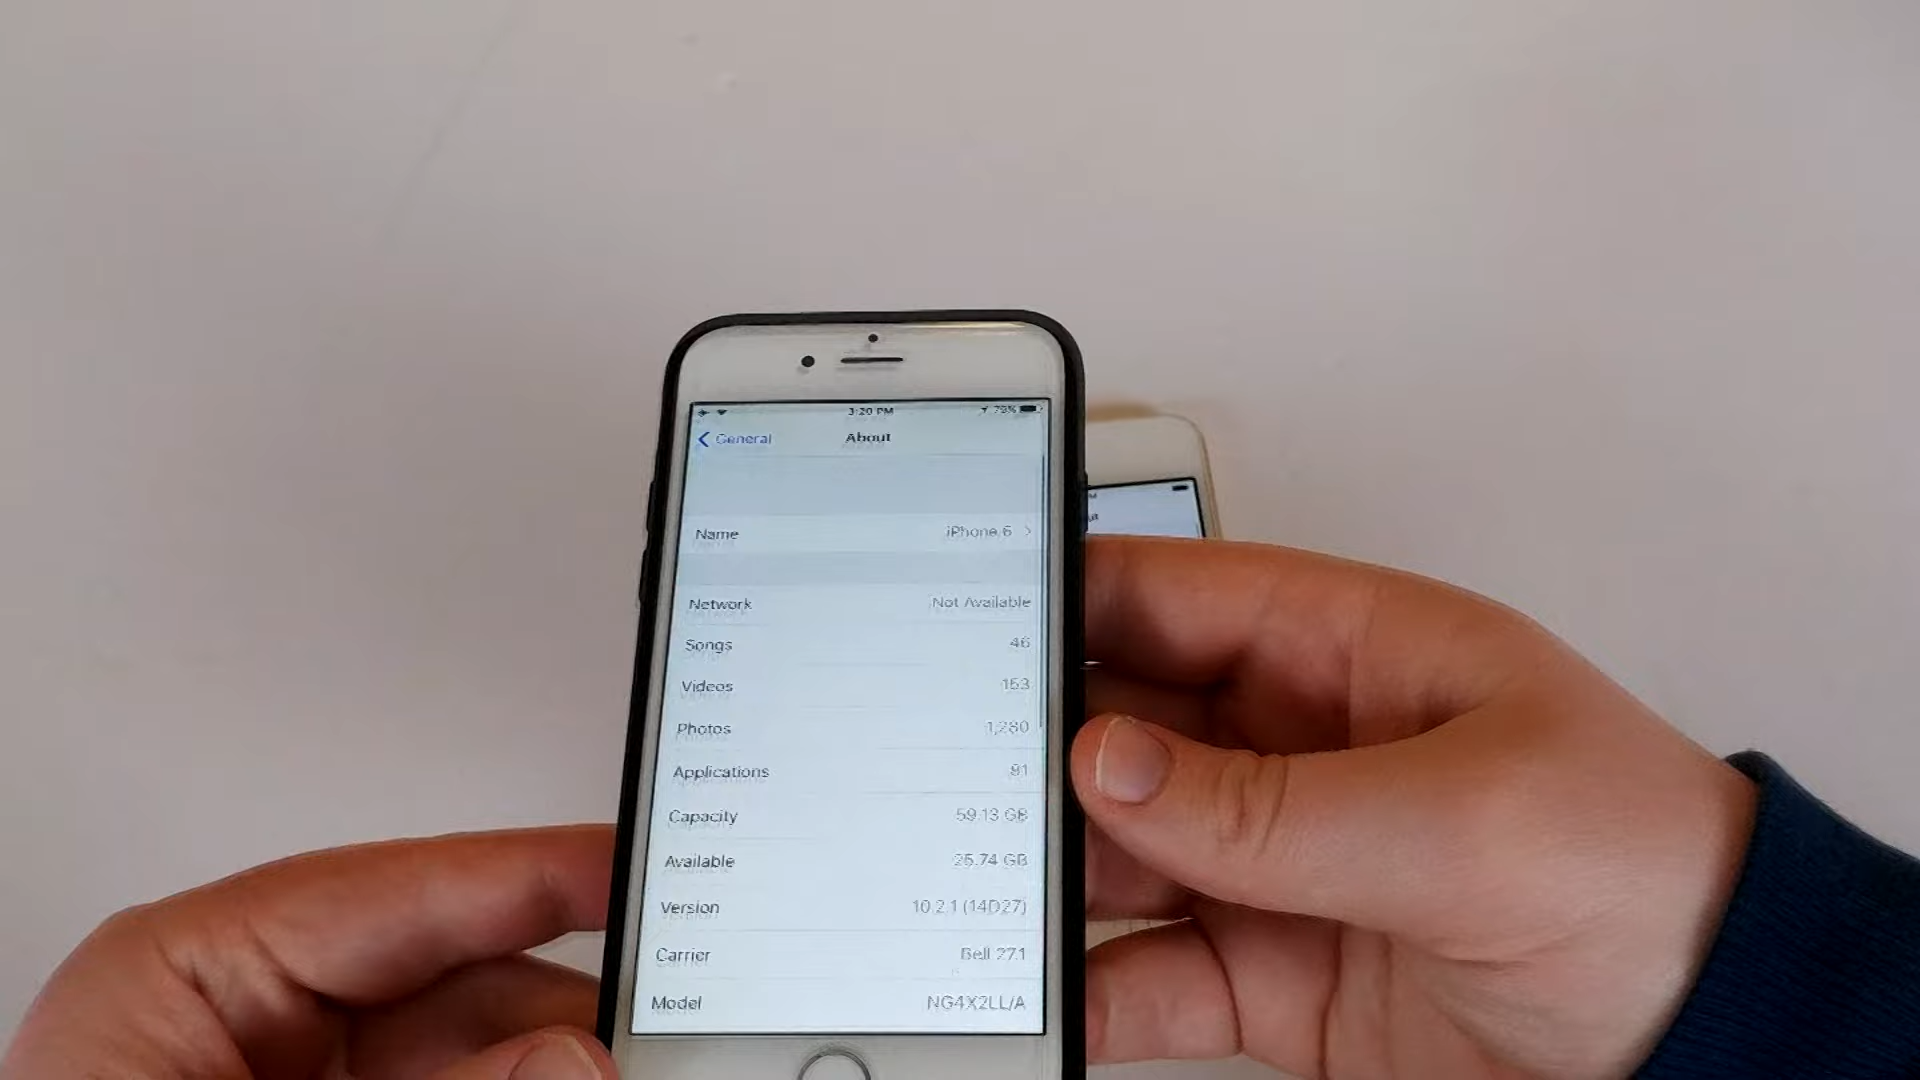 3:20 PM
79%
General
About
Name iPhone 6
Network Not Available
Songs 46
Videos 153
Photos 1,280
Applications 91
Capacity 59.13 GB
Available 25.74 GB
Version 10.2.1 (14D27)
Carrier Bell 27.1
Model NG4X2LL/A